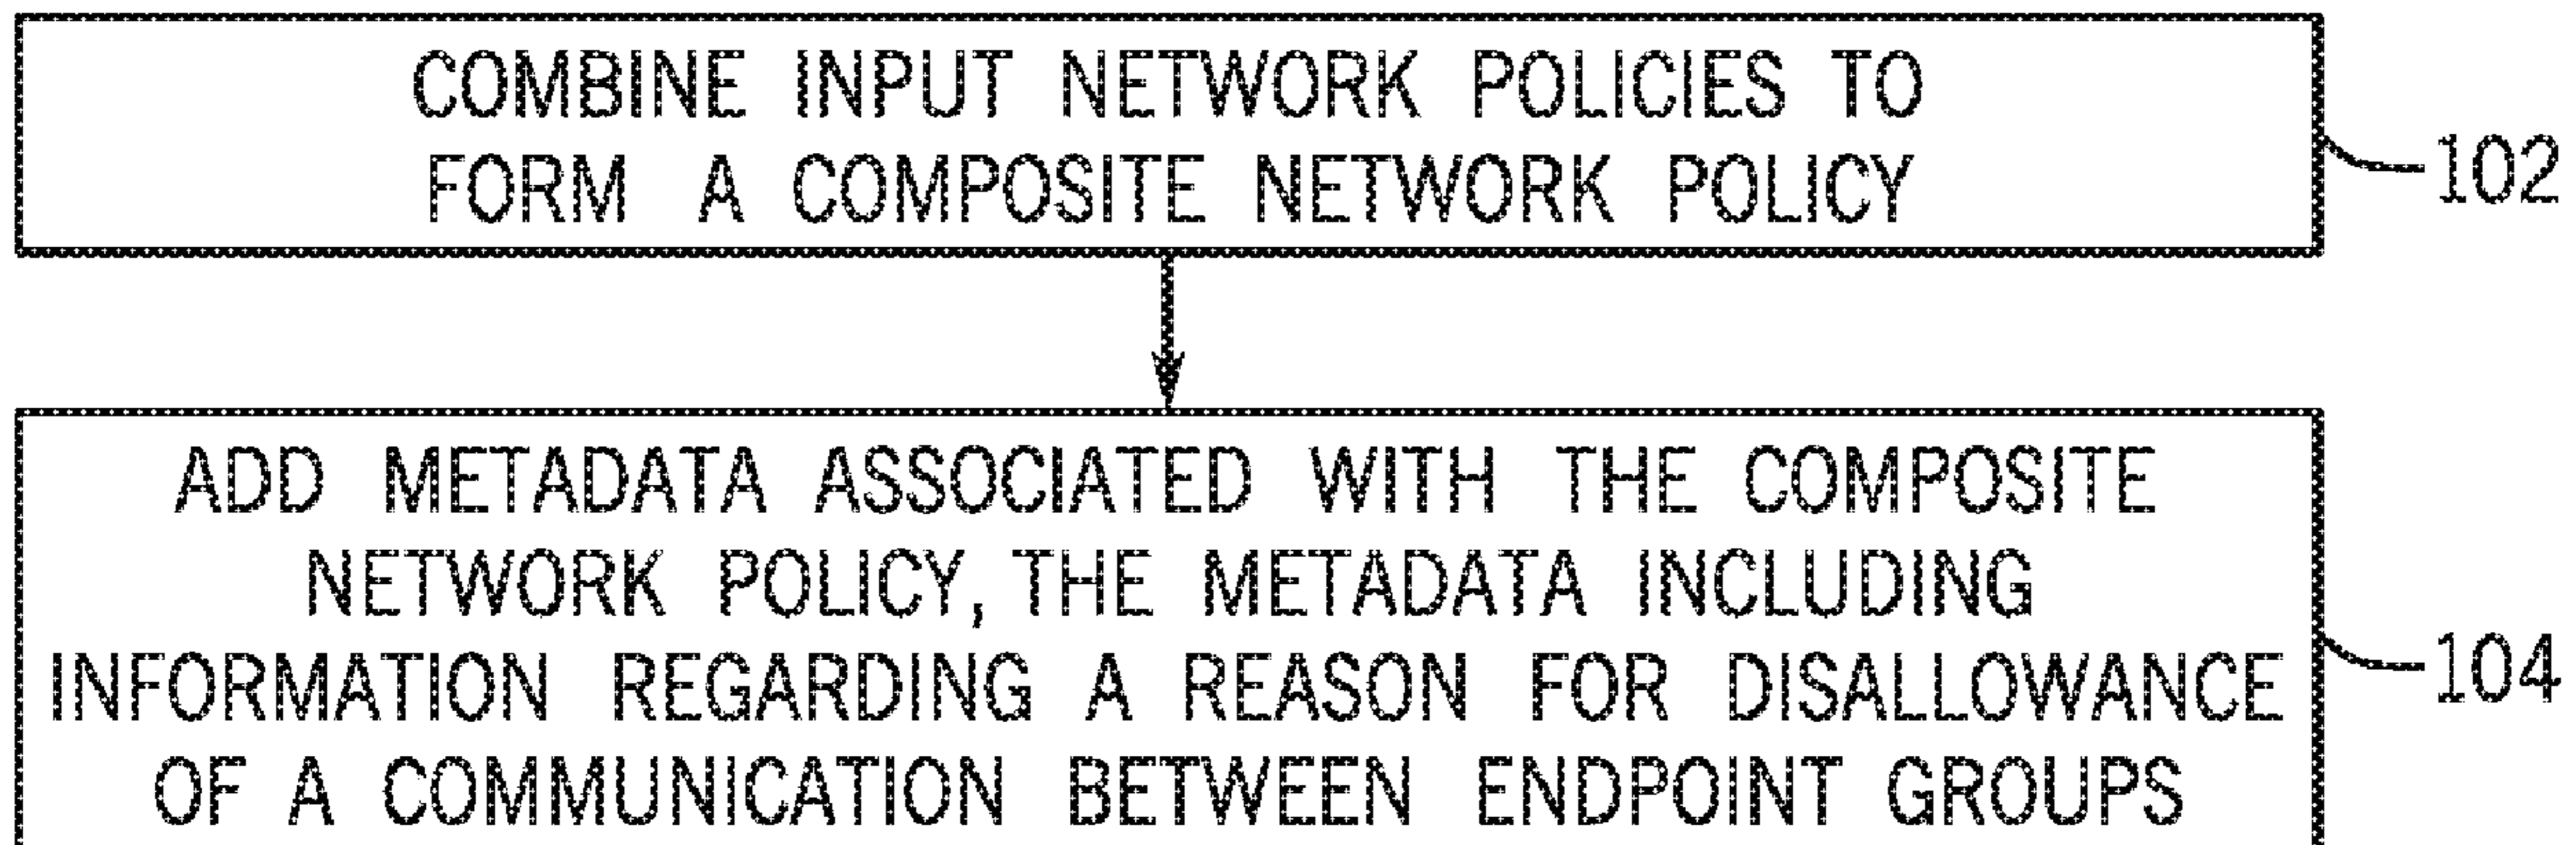 COMBINE INPUT NETWORK POLICIES TO
FORM A COMPOSITE NETWORK POLICY
102
ADD METADATA ASSOCIATED WITH THE COMPOSITE
NETWORK POLICY, THE METADATA INCLUDING
INFORMATION REGARDING A REASON FOR DISALLOWANCE
OF A COMMUNICATION BETWEEN ENDPOINT GROUPS
104